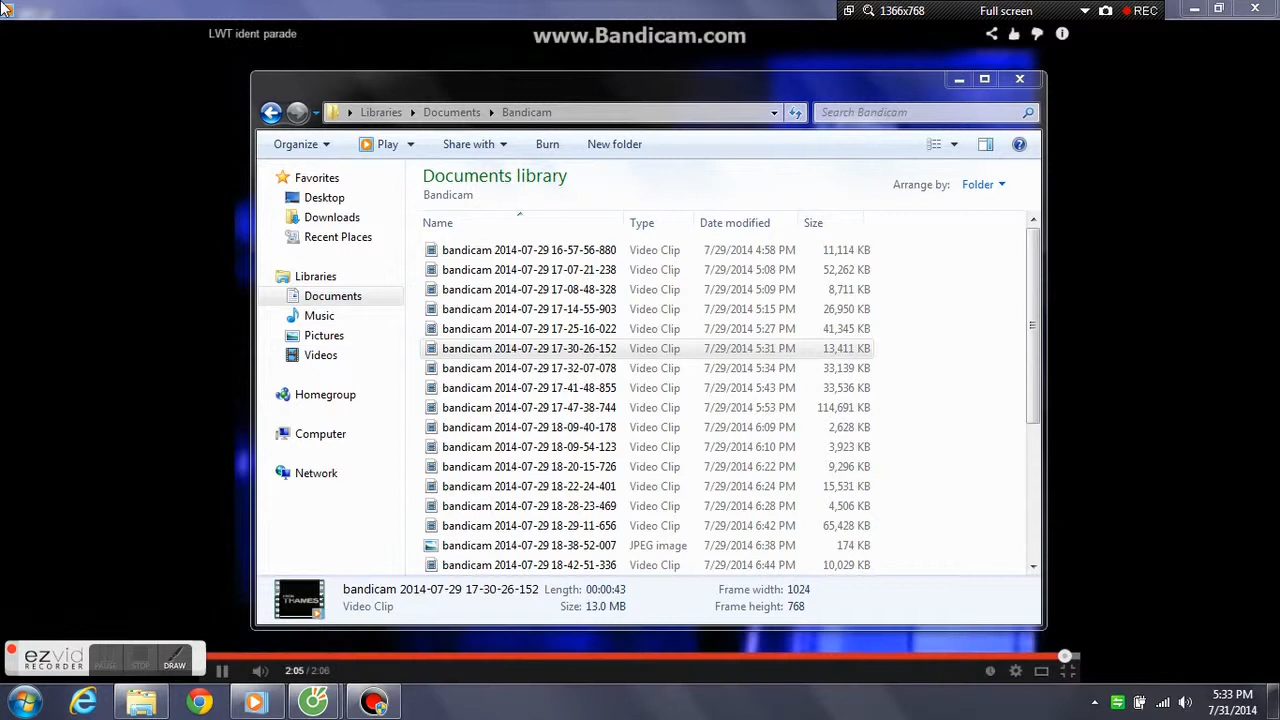 1366x768 Full screen REC
LWT ident parade
www.Bandicam.com
Libraries Documents Bandicam Search Bandicam
Organize Play Share with Burn New folder
Documents library
Bandicam
Arrange by: Folder
Name Type Date modified Size
Favorites
Desktop
Downloads
Recent Places
Libraries
Documents
Music
Pictures
Videos
Homegroup
Computer
Network
bandicam 2014-07-29 16-57-56-880 Video Clip 7/29/2014 4:58 PM 11,114 KB
bandicam 2014-07-29 17-07-21-238 Video Clip 7/29/2014 5:08 PM 52,262 KB
bandicam 2014-07-29 17-08-48-328 Video Clip 7/29/2014 5:09 PM 8,711 KB
bandicam 2014-07-29 17-14-55-903 Video Clip 7/29/2014 5:15 PM 26,950 KB
bandicam 2014-07-29 17-25-16-022 Video Clip 7/29/2014 5:27 PM 41,345 KB
bandicam 2014-07-29 17-30-26-152 Video Clip 7/29/2014 5:31 PM 13,411 KB
bandicam 2014-07-29 17-32-07-078 Video Clip 7/29/2014 5:34 PM 33,139 KB
bandicam 2014-07-29 17-41-48-855 Video Clip 7/29/2014 5:43 PM 33,536 KB
bandicam 2014-07-29 17-47-38-744 Video Clip 7/29/2014 5:53 PM 114,691 KB
bandicam 2014-07-29 18-09-40-178 Video Clip 7/29/2014 6:09 PM 2,628 KB
bandicam 2014-07-29 18-09-54-123 Video Clip 7/29/2014 6:10 PM 3,923 KB
bandicam 2014-07-29 18-20-15-726 Video Clip 7/29/2014 6:22 PM 9,296 KB
bandicam 2014-07-29 18-22-24-401 Video Clip 7/29/2014 6:24 PM 15,531 KB
bandicam 2014-07-29 18-28-23-469 Video Clip 7/29/2014 6:28 PM 4,506 KB
bandicam 2014-07-29 18-29-11-656 Video Clip 7/29/2014 6:42 PM 65,428 KB
bandicam 2014-07-29 18-38-52-007 JPEG image 7/29/2014 6:38 PM 174 KB
bandicam 2014-07-29 18-42-51-336 Video Clip 7/29/2014 6:44 PM 10,029 KB
THAMES
bandicam 2014-07-29 17-30-26-152 Length: 00:00:43 Frame width: 1024
Video Clip Size: 13.0 MB Frame height: 768
ezvid
RECORDER
PAUSE STOP DRAW
2:05 / 2:06
5:33 PM
7/31/2014